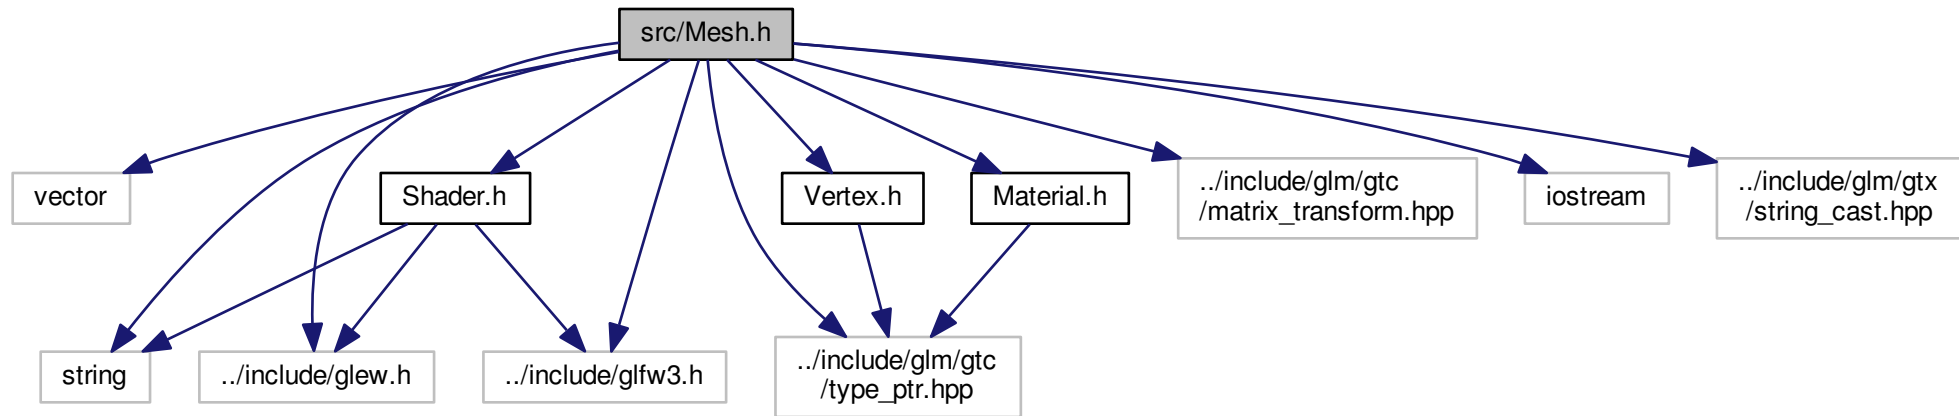 src/Mesh.h
vector
Shader.h
Vertex.h
Material.h
../include/glm/gtc
/matrix_transform.hpp
iostream
../include/glm/gtx
/string_cast.hpp
string
../include/glew.h
../include/glfw3.h
../include/glm/gtc
/type_ptr.hpp